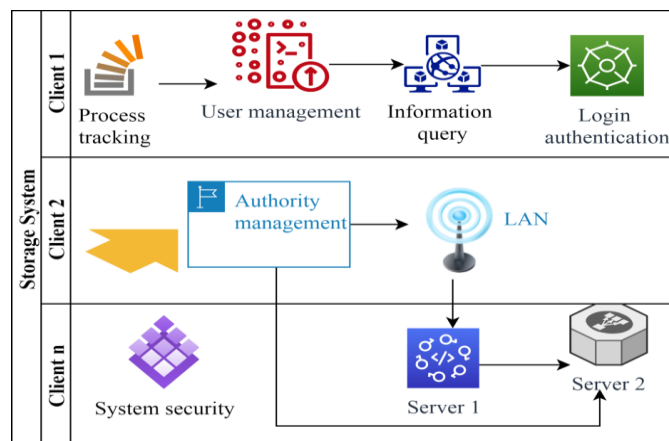 Storage System
Client 1
Process
tracking
User management
Information
query
Login
authentication
Client 2
Authority
management
LAN
Client n
System security
</>
Server 1
Server 2